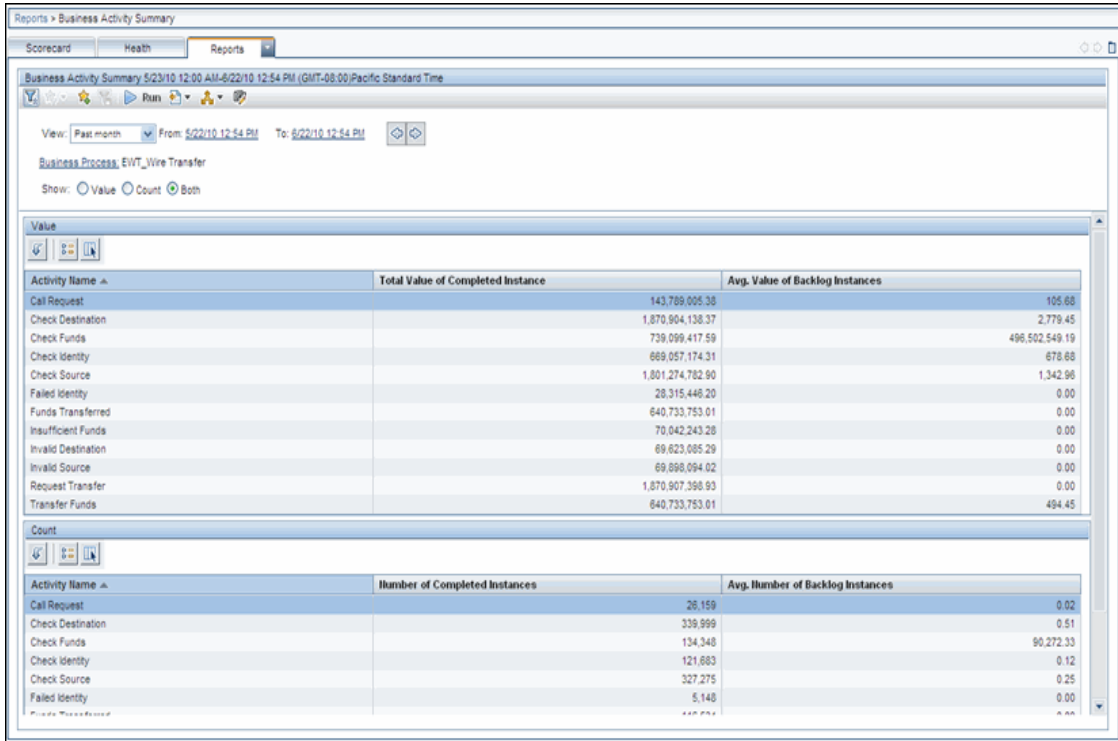 Reports > Business Activity Summary
Scorecard Health Reports
Business Activity Summary 5/23/10 12:00 AM-6/22/10 12:54 PM (GMT-08:00)Pacific Standard Time
Run
View: Past month From: 5/22/10 12:54 PM To: 6/22/10 12:54 PM
Business Process: EWT_Wire Transfer
Show: Value Count Both
Value
Activity Name Total Value of Completed Instance Avg. Value of Backlog Instances
Call Request 143,789,005.38 105.68
Check Destination 1,870,904,138.37 2,779.45
Check Funds 739,099,417.59 496,502,549.19
Check Identity 669,057,174.31 678.68
Check Source 1,801,274,782.90 1,342.96
Failed Identity 28,315,446.20 0.00
Funds Transferred 640,733,753.01 0.00
Insufficient Funds 70,042,243.28 0.00
Invalid Destination 69,623,085.29 0.00
Invalid Source 69,898,094.02 0.00
Request Transfer 1,870,907,398.93 0.00
Transfer Funds 640,733,753.01 494.45
Count
Activity Name Number of Completed Instances Avg. Number of Backlog Instances
Call Request 26,159 0.02
Check Destination 339,999 0.51
Check Funds 134,348 90,272.33
Check Identity 121,683 0.12
Check Source 327,275 0.25
Failed Identity 5,148 0.00
Funds Transferred